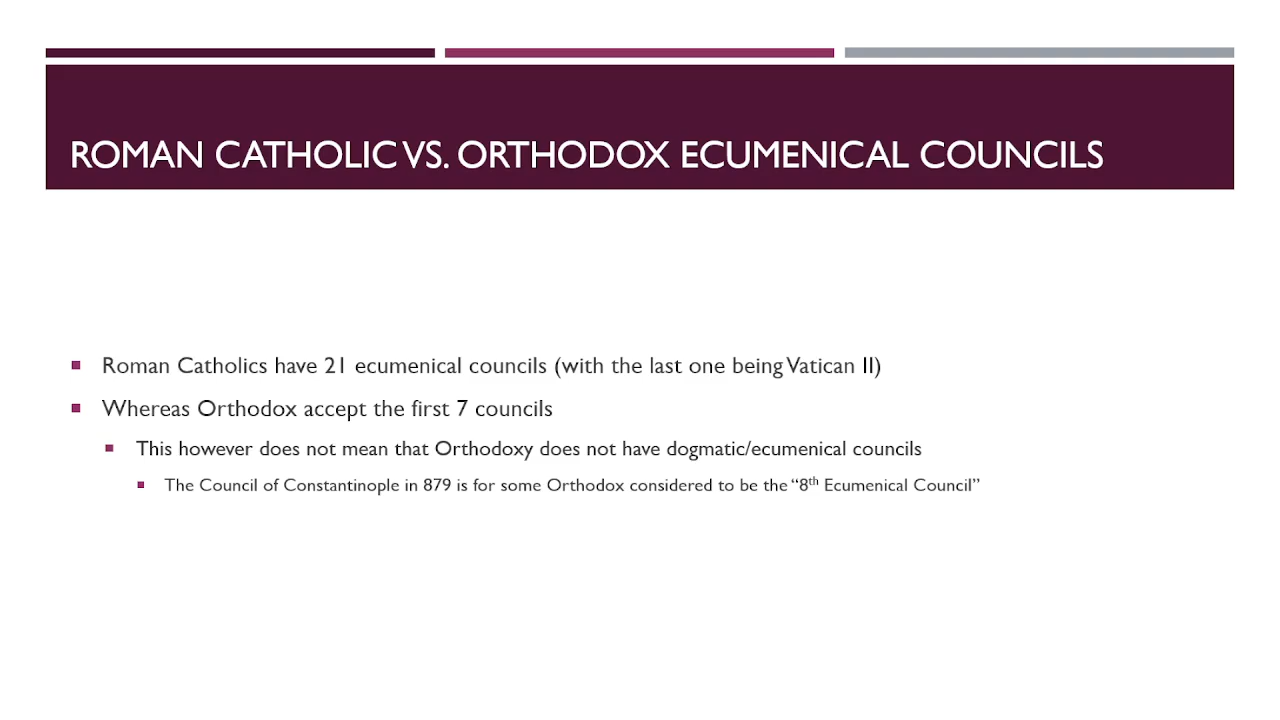 ROMAN CATHOLIC VS. ORTHODOX ECUMENICAL COUNCILS
▪ Roman Catholics have 21 ecumenical councils (with the last one being Vatican II)
▪ Whereas Orthodox accept the first 7 councils
▪ This however does not mean that Orthodoxy does not have dogmatic/ecumenical councils
▪ The Council of Constantinople in 879 is for some Orthodox considered to be the “8th Ecumenical Council”